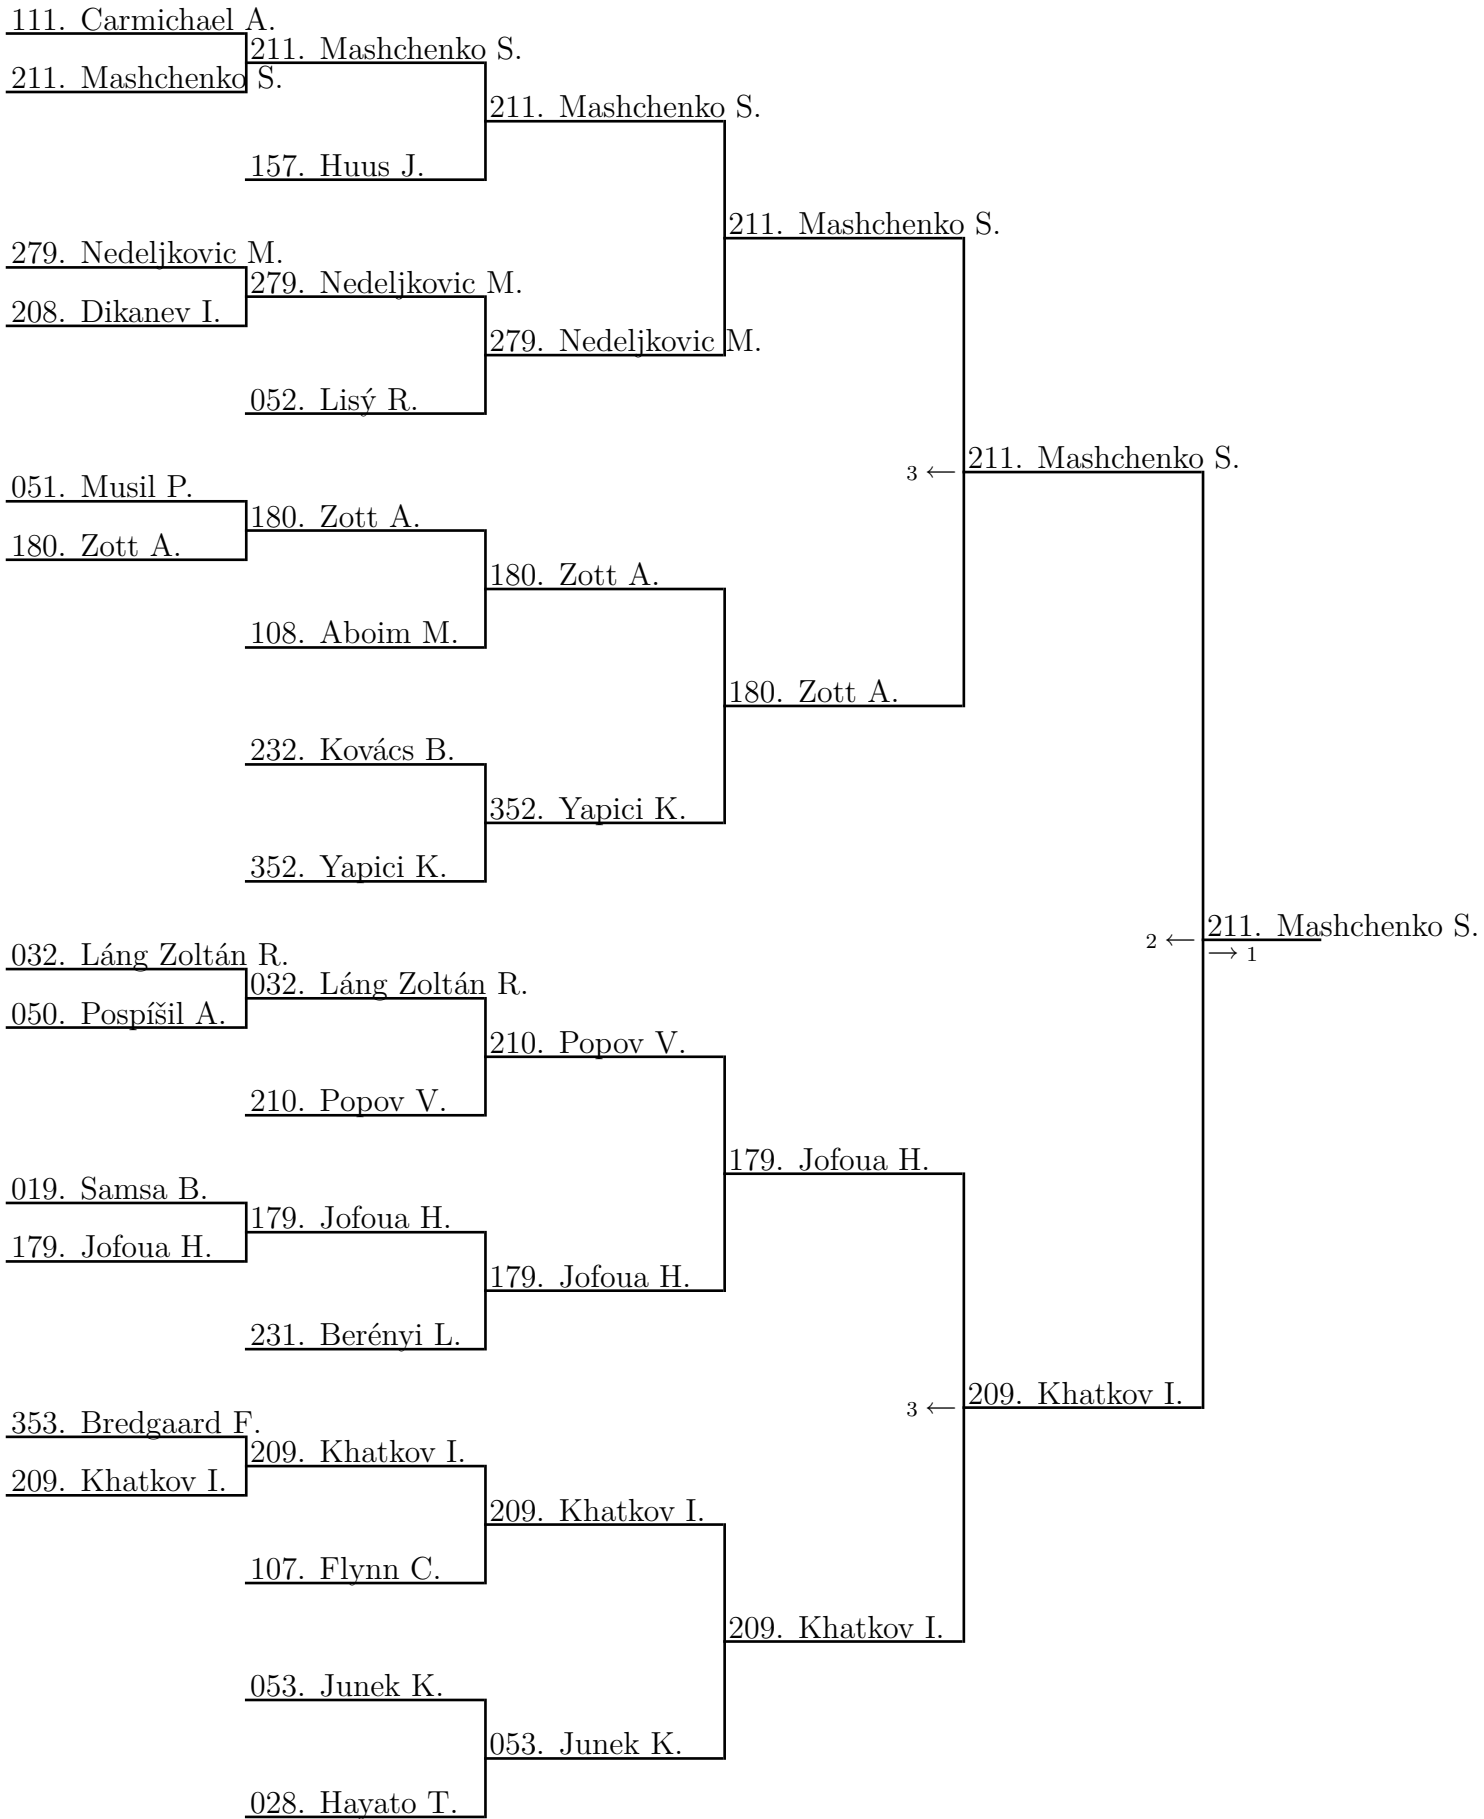 111. Carmichael A.
211. Mashchenko S.
211. Mashchenko S.
211. Mashchenko S.
157. Huus J.
211. Mashchenko S.
279. Nedeljkovic M.
279. Nedeljkovic M.
208. Dikanev I.
279. Nedeljkovic M.
052. Lisý R.
3 ← 211. Mashchenko S.
051. Musil P.
180. Zott A.
180. Zott A.
180. Zott A.
108. Aboim M.
180. Zott A.
232. Kovács B.
352. Yapici K.
352. Yapici K.
2 ← 211. Mashchenko S.
→ 1
032. Láng Zoltán R.
032. Láng Zoltán R.
050. Pospíšil A.
210. Popov V.
210. Popov V.
179. Jofoua H.
019. Samsa B.
179. Jofoua H.
179. Jofoua H.
179. Jofoua H.
231. Berényi L.
3 ← 209. Khatkov I.
353. Bredgaard F.
209. Khatkov I.
209. Khatkov I.
209. Khatkov I.
107. Flynn C.
209. Khatkov I.
053. Junek K.
053. Junek K.
028. Hayato T.